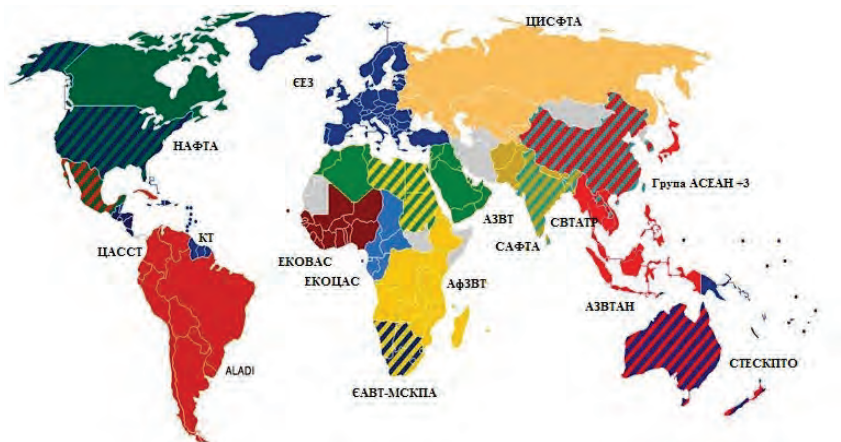 ЦИСФТА
ЄЕЗ
НАФТА
Група АСЕАН +3
АЗВТ
СВТАТР
САФТА
ЦАССТ
КТ
ЕКОВАС
ЕКОЦАС
АфЗВТ
АЗВТАН
СТЕСКПТО
ALADI
ЄАВТ-МСКПА